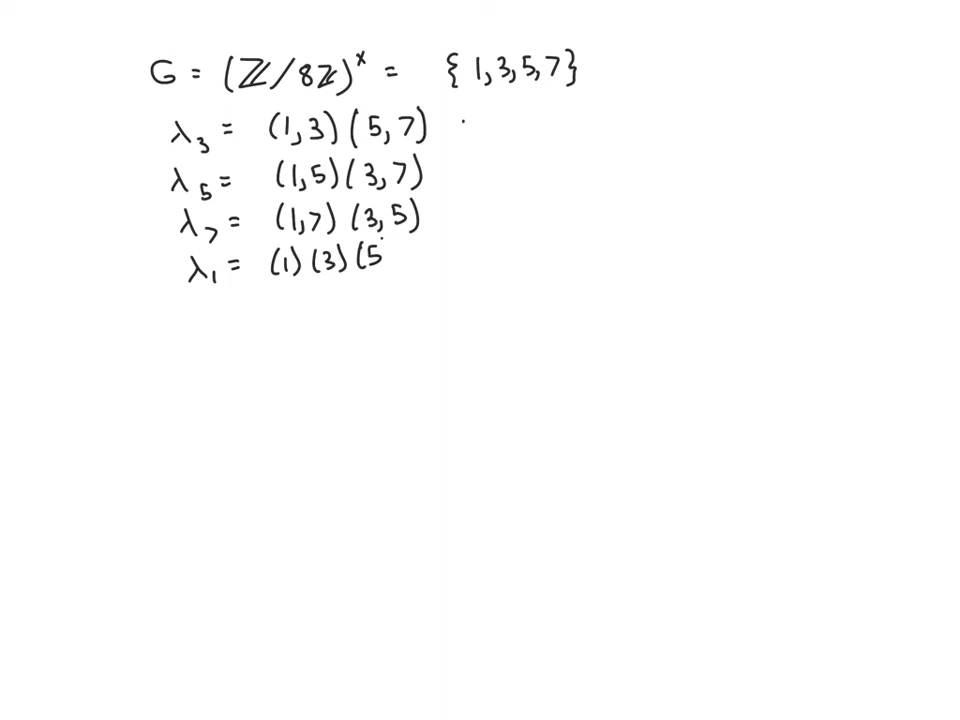 G = (ℤ/8ℤ)^x = { 1,3,5,7}
λ_3 = (1,3)(5,7)
λ_5 = (1,5)(3,7)
λ_7 = (1,7)(3,5)
λ_1 = (1)(3)(5